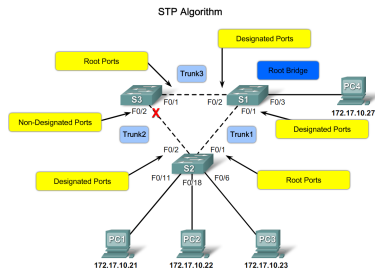 STP Algorithm
Designated Ports
Root Ports
Trunk3
Root Bridge
PC4
S3
F0/1
F0/2
S1
F0/3
F0/2
F0/1
172.17.10.27
Non-Designated Ports
Trunk2
Trunk1
Designated Ports
F0/2
F0/1
S2
Designated Ports
Root Ports
F0/11
F0/18
F0/6
PC1
PC2
PC3
172.17.10.21
172.17.10.22
172.17.10.23